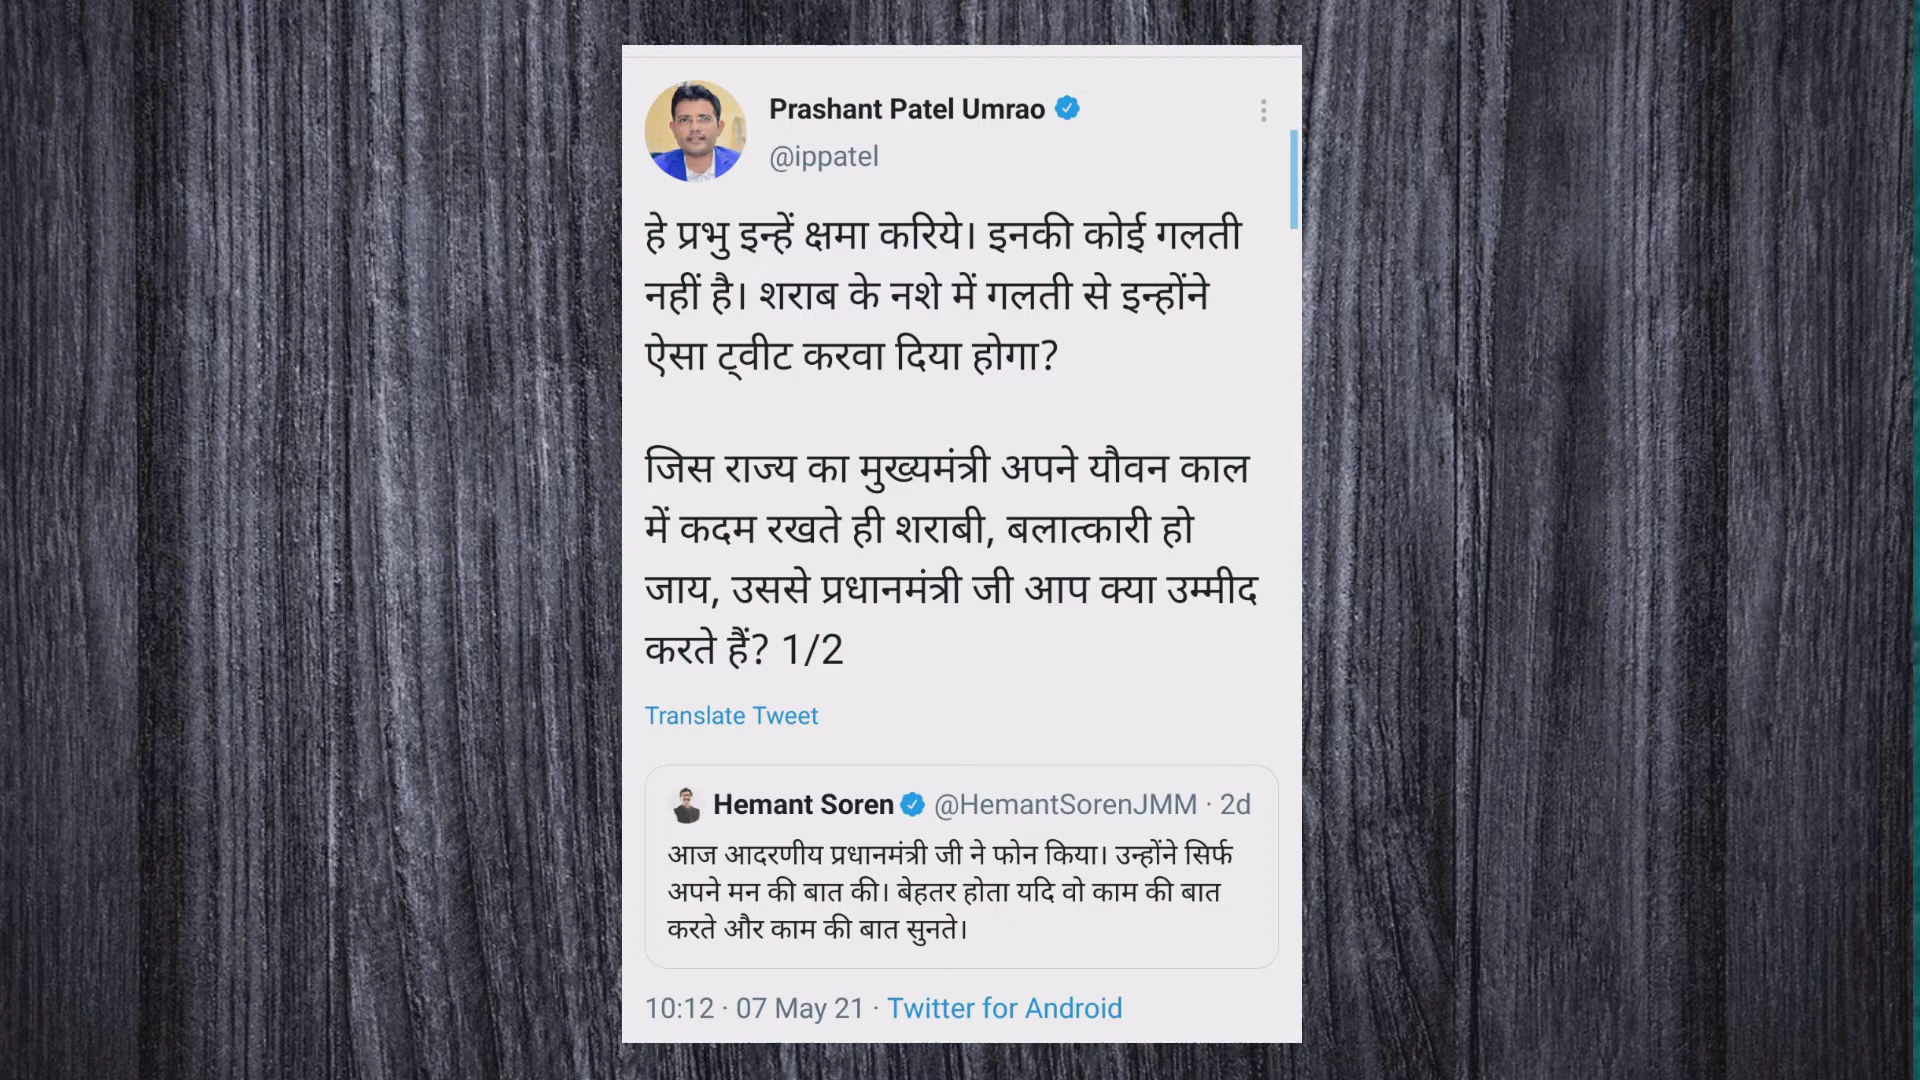 Prashant Patel Umrao
@ippatel
हे प्रभु इन्हें क्षमा करिये। इनकी कोई गलती
नहीं है। शराब के नशे में गलती से इन्होंने
ऐसा ट्वीट करवा दिया होगा?
जिस राज्य का मुख्यमंत्री अपने यौवन काल
में कदम रखते ही शराबी, बलात्कारी हो
जाय, उससे प्रधानमंत्री जी आप क्या उम्मीद
करते हैं? 1/2
Translate Tweet
Hemant Soren @HemantSorenJMM · 2d
आज आदरणीय प्रधानमंत्री जी ने फोन किया। उन्होंने सिर्फ
अपने मन की बात की। बेहतर होता यदि वो काम की बात
करते और काम की बात सुनते।
10:12 · 07 May 21 · Twitter for Android